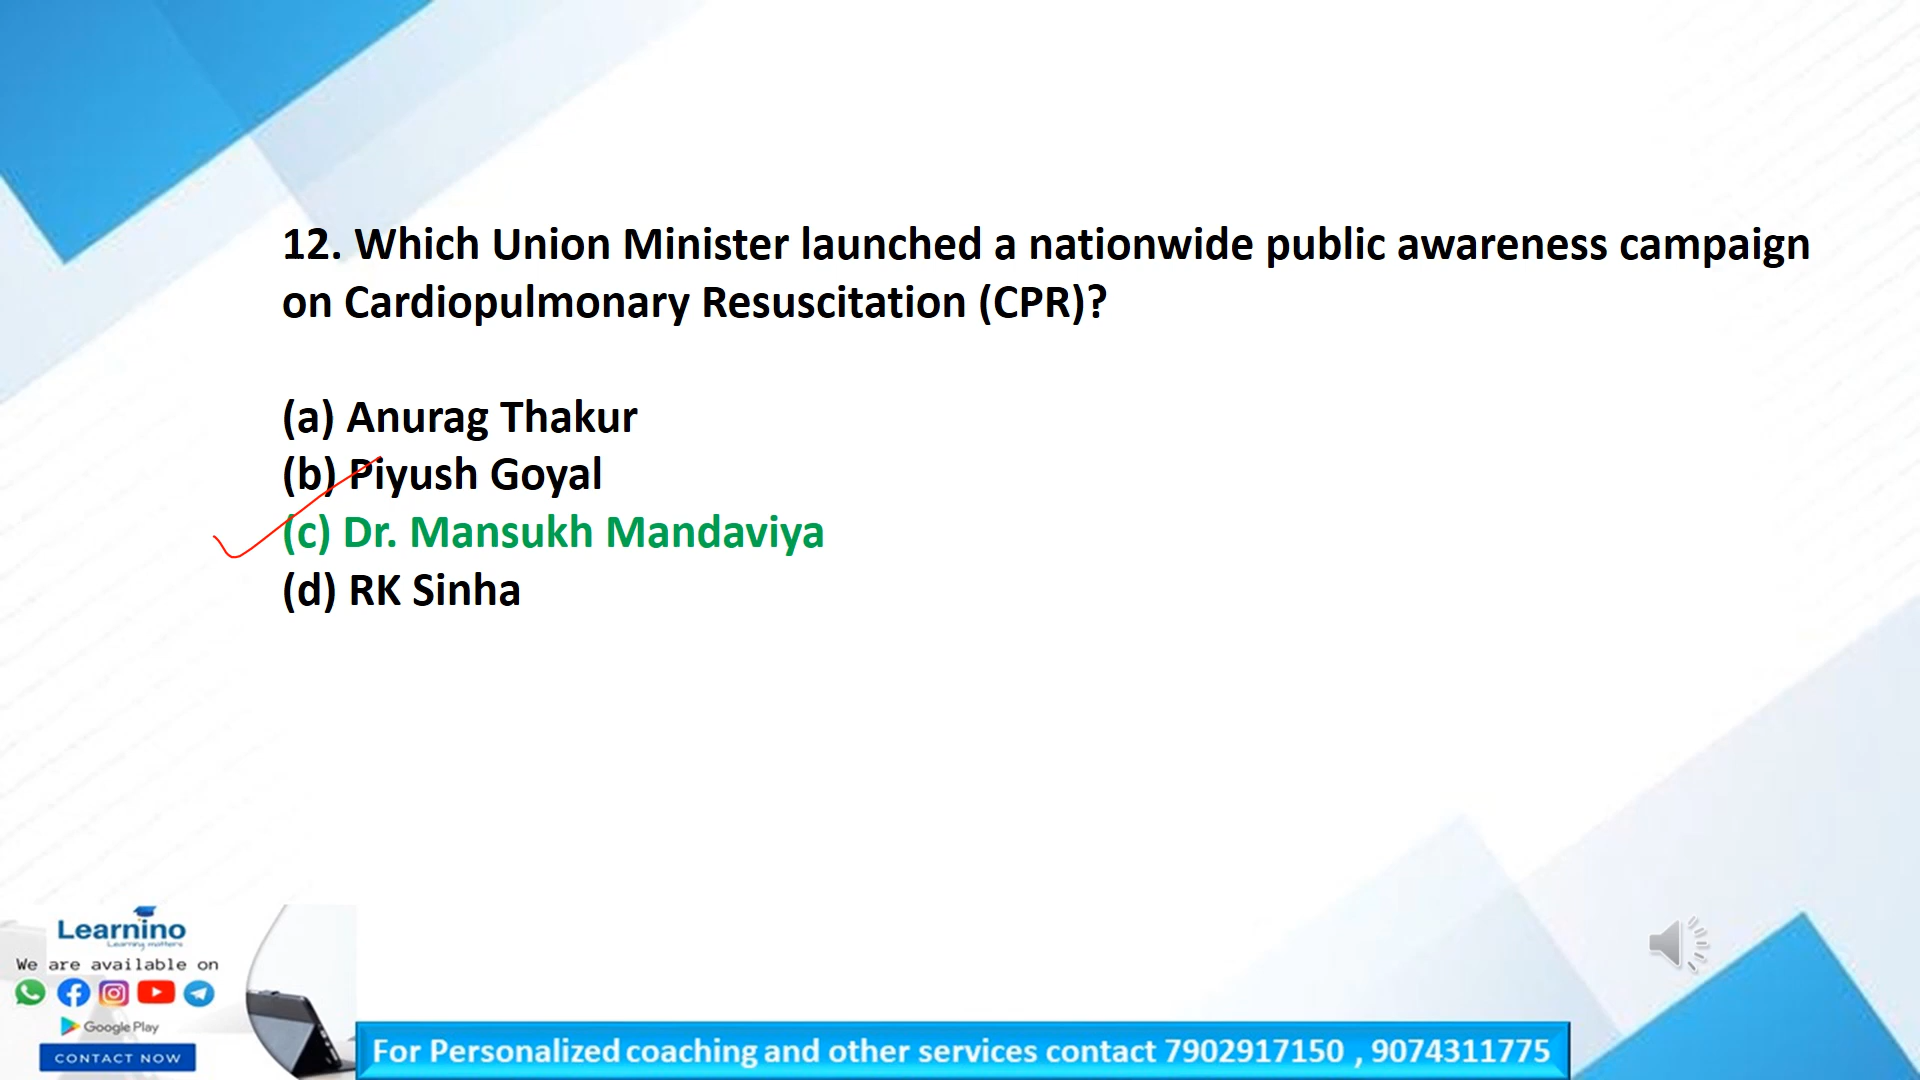 12. Which Union Minister launched a nationwide public awareness campaign
on Cardiopulmonary Resuscitation (CPR)?
(a) Anurag Thakur
(b) Piyush Goyal
(c) Dr. Mansukh Mandaviya
(d) RK Sinha
Learnino
Learning matters
We are available on
Google Play
CONTACT NOW
For Personalized coaching and other services contact 7902917150 , 9074311775